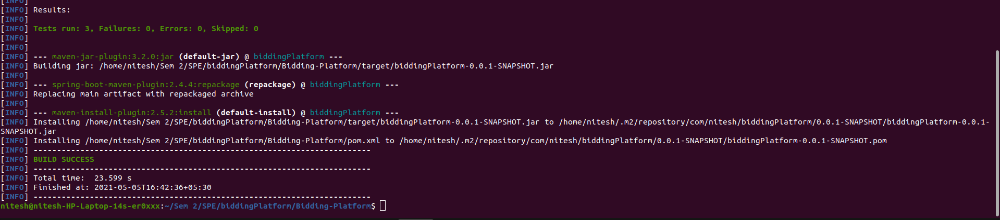 [INFO]
[INFO] Results:
[INFO]
[INFO] Tests run: 3, Failures: 0, Errors: 0, Skipped: 0
[INFO]
[INFO]
[INFO] --- maven-jar-plugin:3.2.0:jar (default-jar) @ biddingPlatform ---
[INFO] Building jar: /home/nitesh/Sem 2/SPE/biddingPlatform/Bidding-Platform/target/biddingPlatform-0.0.1-SNAPSHOT.jar
[INFO]
[INFO] --- spring-boot-maven-plugin:2.4.4:repackage (repackage) @ biddingPlatform ---
[INFO] Replacing main artifact with repackaged archive
[INFO]
[INFO] --- maven-install-plugin:2.5.2:install (default-install) @ biddingPlatform ---
[INFO] Installing /home/nitesh/Sem 2/SPE/biddingPlatform/Bidding-Platform/target/biddingPlatform-0.0.1-SNAPSHOT.jar to /home/nitesh/.m2/repository/com/nitesh/biddingPlatform/0.0.1-SNAPSHOT/biddingPlatform-0.0.1-
SNAPSHOT.jar
[INFO] Installing /home/nitesh/Sem 2/SPE/biddingPlatform/Bidding-Platform/pom.xml to /home/nitesh/.m2/repository/com/nitesh/biddingPlatform/0.0.1-SNAPSHOT/biddingPlatform-0.0.1-SNAPSHOT.pom
[INFO] ------------------------------------------------------------------------
[INFO] BUILD SUCCESS
[INFO] ------------------------------------------------------------------------
[INFO] Total time:  23.599 s
[INFO] Finished at: 2021-05-05T16:42:36+05:30
[INFO] ------------------------------------------------------------------------
nitesh@nitesh-HP-Laptop-14s-er0xxx:~/Sem 2/SPE/biddingPlatform/Bidding-Platform$